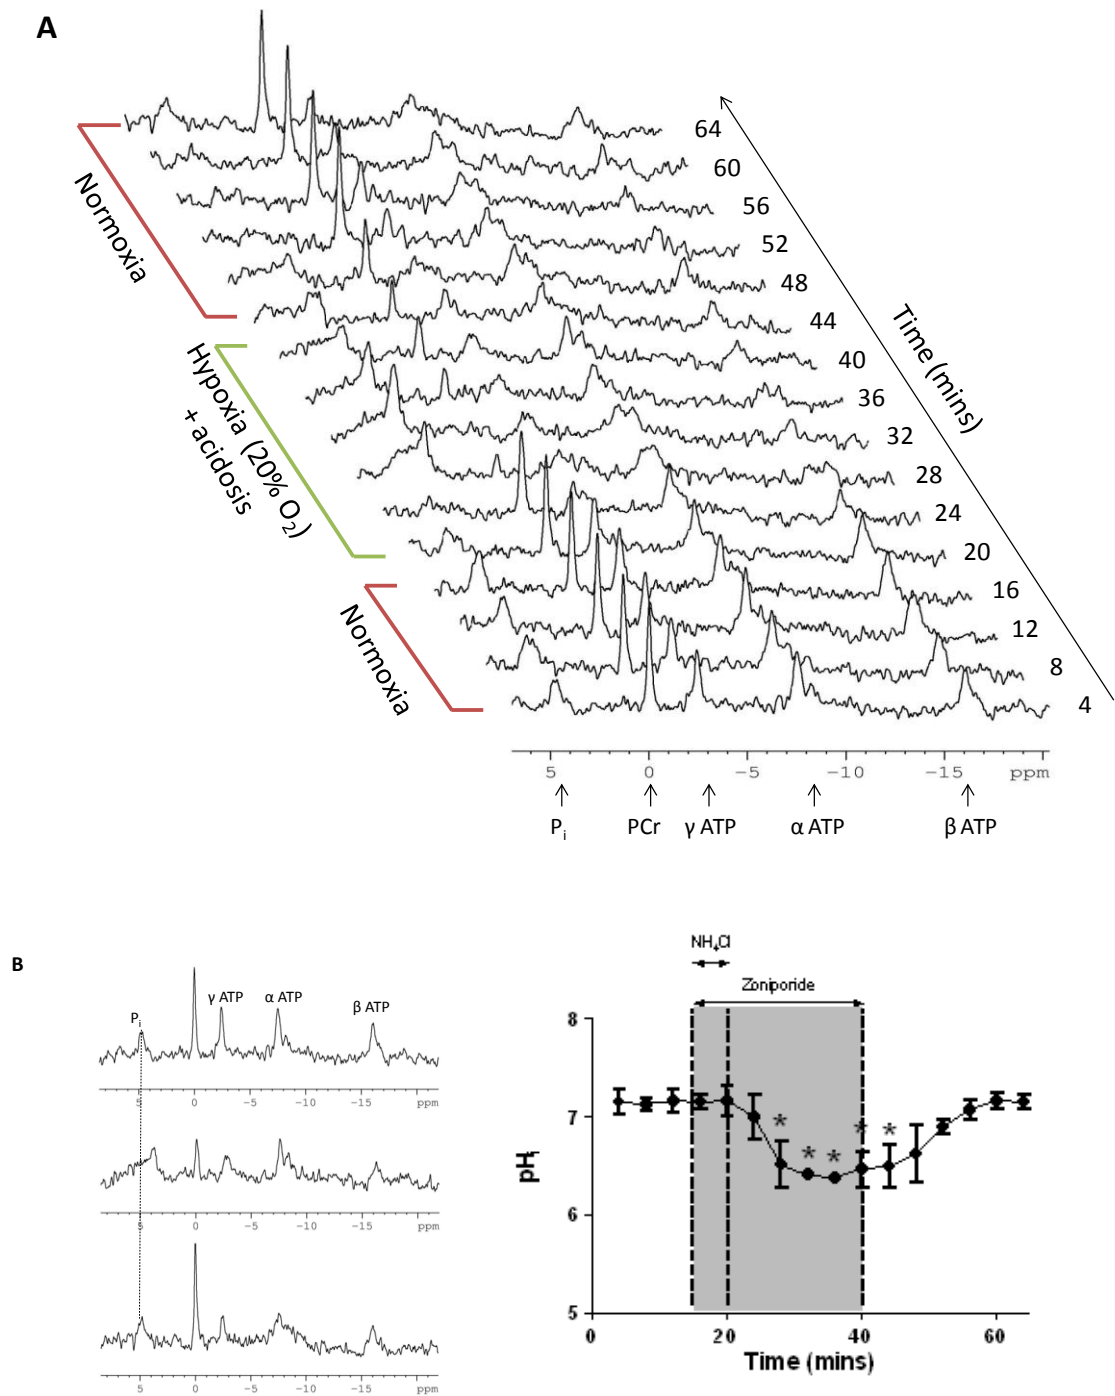 A
64
60
56
52
48
44
40
36
32
28
24
20
16
12
8
4
Time (mins)
Normoxia
Hypoxia (20% O₂)
+ acidosis
Normoxia
5 0 −5 −10 −15 ppm
Pᵢ PCr γ ATP α ATP β ATP
B
Pᵢ γ ATP α ATP β ATP
5 0 −5 −10 −15 ppm
5 0 −5 −10 −15 ppm
5 0 −5 −10 −15 ppm
NH₄Cl
Zoniporide
8
7
6
5
pHᵢ
* * * * *
0 20 40 60
Time (mins)